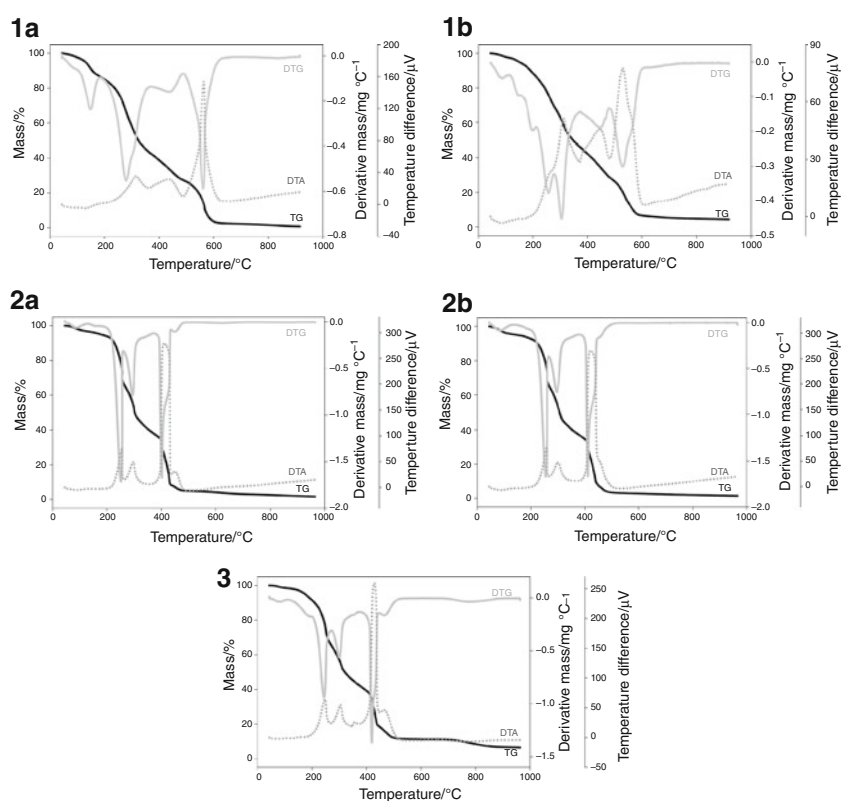 1a
100
80
60
40
20
0
Mass/%
0 200 400 600 800 1000
Temperature/°C
0.0
−0.2
−0.4
−0.6
−0.8
Derivative mass/mg °C−1
200
160
120
80
40
0
−40
Temperature difference/μV
DTG
DTA
TG
1b
100
80
60
40
20
0
Mass/%
0 200 400 600 800 1000
Temperature/°C
0.0
−0.1
−0.2
−0.3
−0.4
−0.5
Derivative mass/mg °C−1
90
60
30
0
Temperature difference/μV
DTG
DTA
TG
2a
100
80
60
40
20
0
Mass/%
0 200 400 600 800 1000
Temperature/°C
0.0
−0.5
−1.0
−1.5
−2.0
Derivative mass/mg °C−1
300
250
200
150
100
50
0
Temperture difference/μV
DTG
DTA
TG
2b
100
80
60
40
20
0
Mass/%
0 200 400 600 800 1000
Temperature/°C
0.0
−0.5
−1.0
−1.5
−2.0
Derivative mass/mg °C−1
300
250
200
150
100
50
0
Temperature difference/μV
DTG
DTA
TG
3
100
80
60
40
20
0
Mass/%
0 200 400 600 800 1000
Temperature/°C
0.0
−0.5
−1.0
−1.5
Derivative mass/mg °C−1
250
200
150
100
50
0
−50
Temperature difference/μV
DTG
DTA
TG